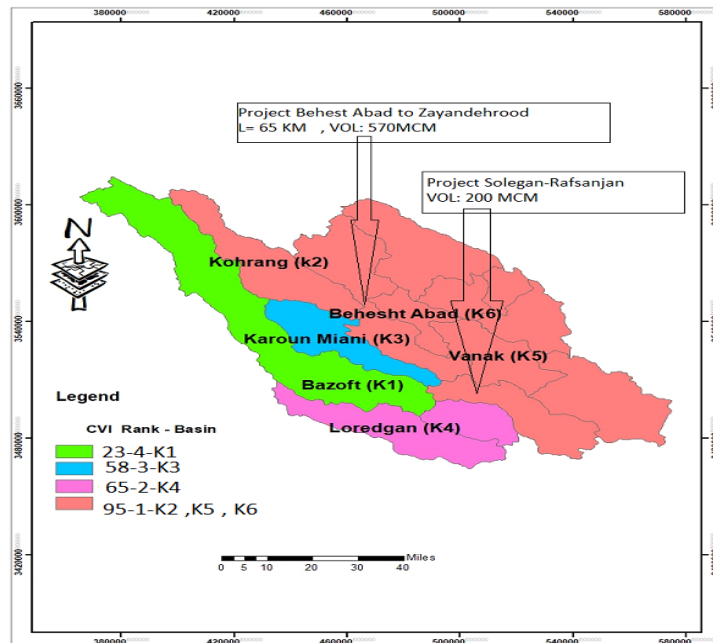 380000 420000 460000 500000 540000 580000
3660000
Project Behest Abad to Zayandehrood
L= 65 KM , VOL: 570MCM
Project Solegan-Rafsanjan
VOL: 200 MCM
3600000
N
Kohrang (k2)
Behesht Abad (K6)
Karoun Miani (K3)
Vanak (K5)
Bazoft (K1)
Loredgan (K4)
Legend
CVI Rank - Basin
23-4-K1
58-3-K3
65-2-K4
95-1-K2 ,K5 , K6
3540000
3480000
3420000
Miles
0 5 10 20 30 40
380000 420000 460000 500000 540000 580000